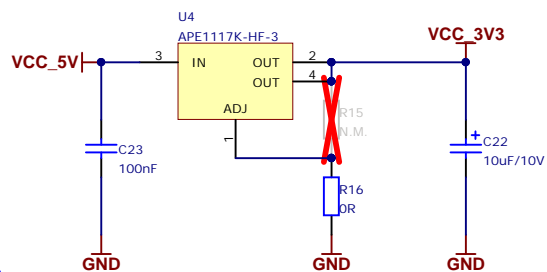 U4
APE1117K-HF-3
VCC_5V
3
IN
OUT
2
OUT
4
ADJ
1
VCC_3V3
R15
N.M.
C23
100nF
R16
0R
C22
10uF/10V
+
GND
GND
GND